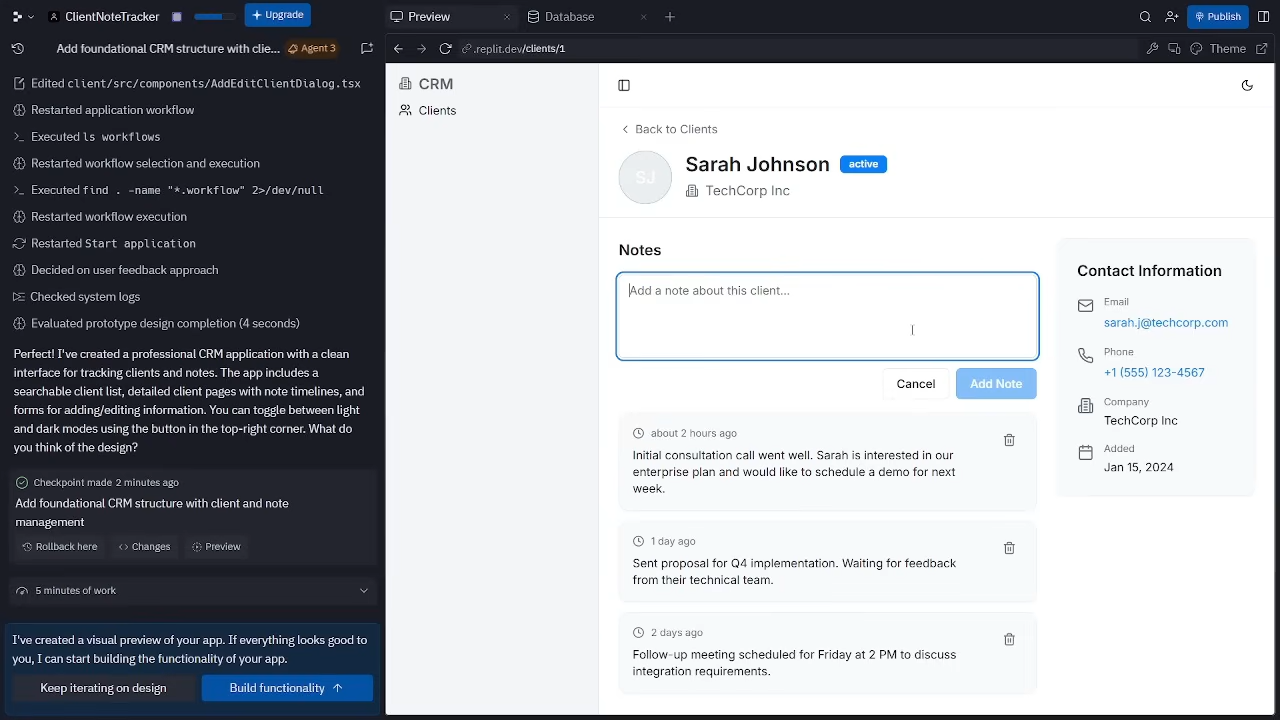 ClientNoteTracker
Upgrade
Preview
Database
Publish
Add foundational CRM structure with clie...
Agent 3
.replit.dev/clients/1
Theme
Edited client/src/components/AddEditClientDialog.tsx
Restarted application workflow
Executed ls workflows
Restarted workflow selection and execution
Executed find . -name "*.workflow" 2>/dev/null
Restarted workflow execution
Restarted Start application
Decided on user feedback approach
Checked system logs
Evaluated prototype design completion (4 seconds)
Perfect! I've created a professional CRM application with a clean
interface for tracking clients and notes. The app includes a
searchable client list, detailed client pages with note timelines, and
forms for adding/editing information. You can toggle between light
and dark modes using the button in the top-right corner. What do
you think of the design?
Checkpoint made 2 minutes ago
Add foundational CRM structure with client and note
management
Rollback here
Changes
Preview
5 minutes of work
I've created a visual preview of your app. If everything looks good to
you, I can start building the functionality of your app.
Keep iterating on design
Build functionality
CRM
Clients
Back to Clients
SJ
Sarah Johnson
active
TechCorp Inc
Notes
Add a note about this client...
Cancel
Add Note
about 2 hours ago
Initial consultation call went well. Sarah is interested in our
enterprise plan and would like to schedule a demo for next
week.
1 day ago
Sent proposal for Q4 implementation. Waiting for feedback
from their technical team.
2 days ago
Follow-up meeting scheduled for Friday at 2 PM to discuss
integration requirements.
Contact Information
Email
sarah.j@techcorp.com
Phone
+1 (555) 123-4567
Company
TechCorp Inc
Added
Jan 15, 2024